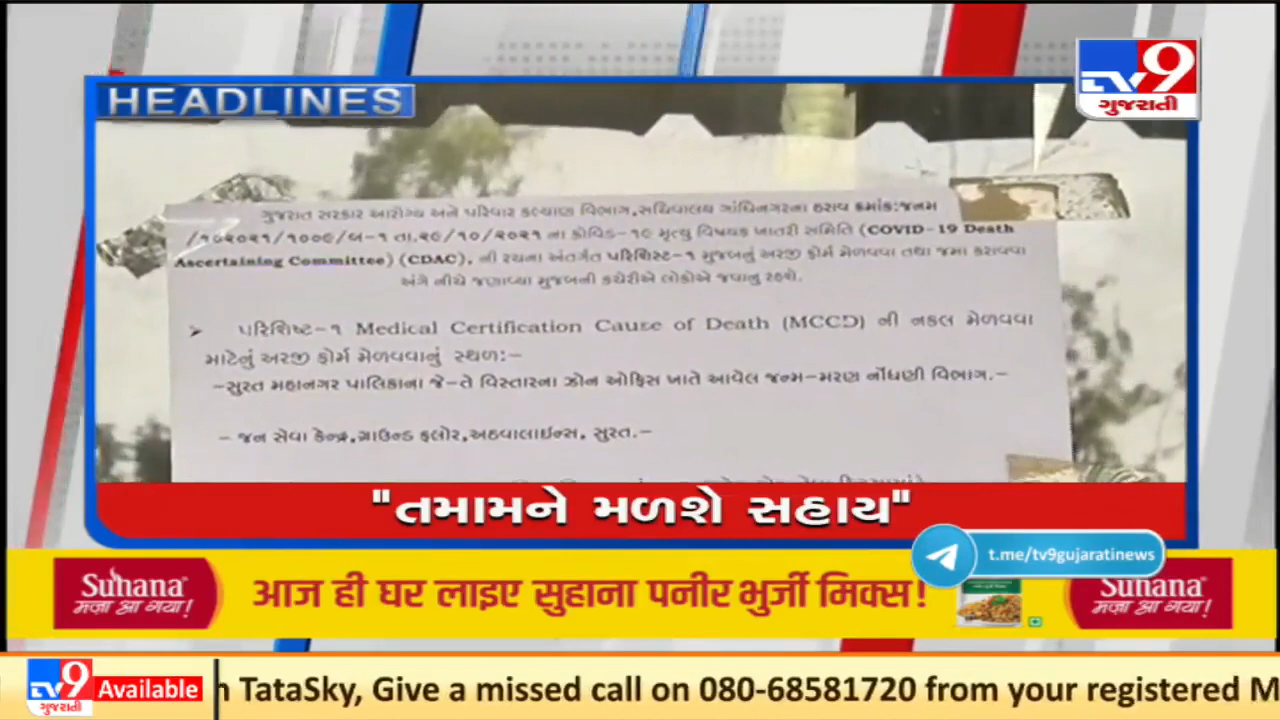 HEADLINES
TV9
ગુજરાતી
ગુજરાત સરકાર આરોગ્ય અને પરિવાર કલ્યાણ વિભાગ,સચિવાલય ગાંધિનગરના ઠરાવ ક્રમાંક:જનમ
/૧૦૨૦૨૧/૧૦૦૯/બ-૧ તા.૨૯/૧૦/૨૦૨૧ ના કોવિડ-૧૯ મૃત્યુ વિષયક ખાતરી સમિતિ (COVID-19 Death
Ascertaining Committee) (CDAC), ની રચના અંતર્ગત પરિશિસ્ટ-૧ મુજબનું અરજી ફોર્મ મેળવવા તથા જમા કરાવવા
અંગે નીચે જણાવ્યા મુજબની કચેરીએ લોકોએ જવાનુ રહશે.
➤ પરિશિષ્ટ-૧ Medical Certification Cause of Death (MCCD) ની નકલ મેળવવા
માટેનું અરજી ફોર્મ મેળવવાનું સ્થળ:-
-સુરત મહાનગર પાલિકાના જે-તે વિસ્તારના ઝોન ઓફિસ ખાતે આવેલ જન્મ-મરણ નોંધણી વિભાગ.-
- જન સેવા કેન્દ્ર,ગ્રાઉન્ડ ફ્લોર,અઠવાલાઈન્સ, સુરત.-
"તમામને મળશે સહાય"
t.me/tv9gujaratinews
Suhana
मज़ा आ गया!
आज ही घर लाइए सुहाना पनीर भुर्जी मिक्स!
Suhana
मज़ा आ गया!
TV9
ગુજરાતી
Available
n TataSky, Give a missed call on 080-68581720 from your registered M